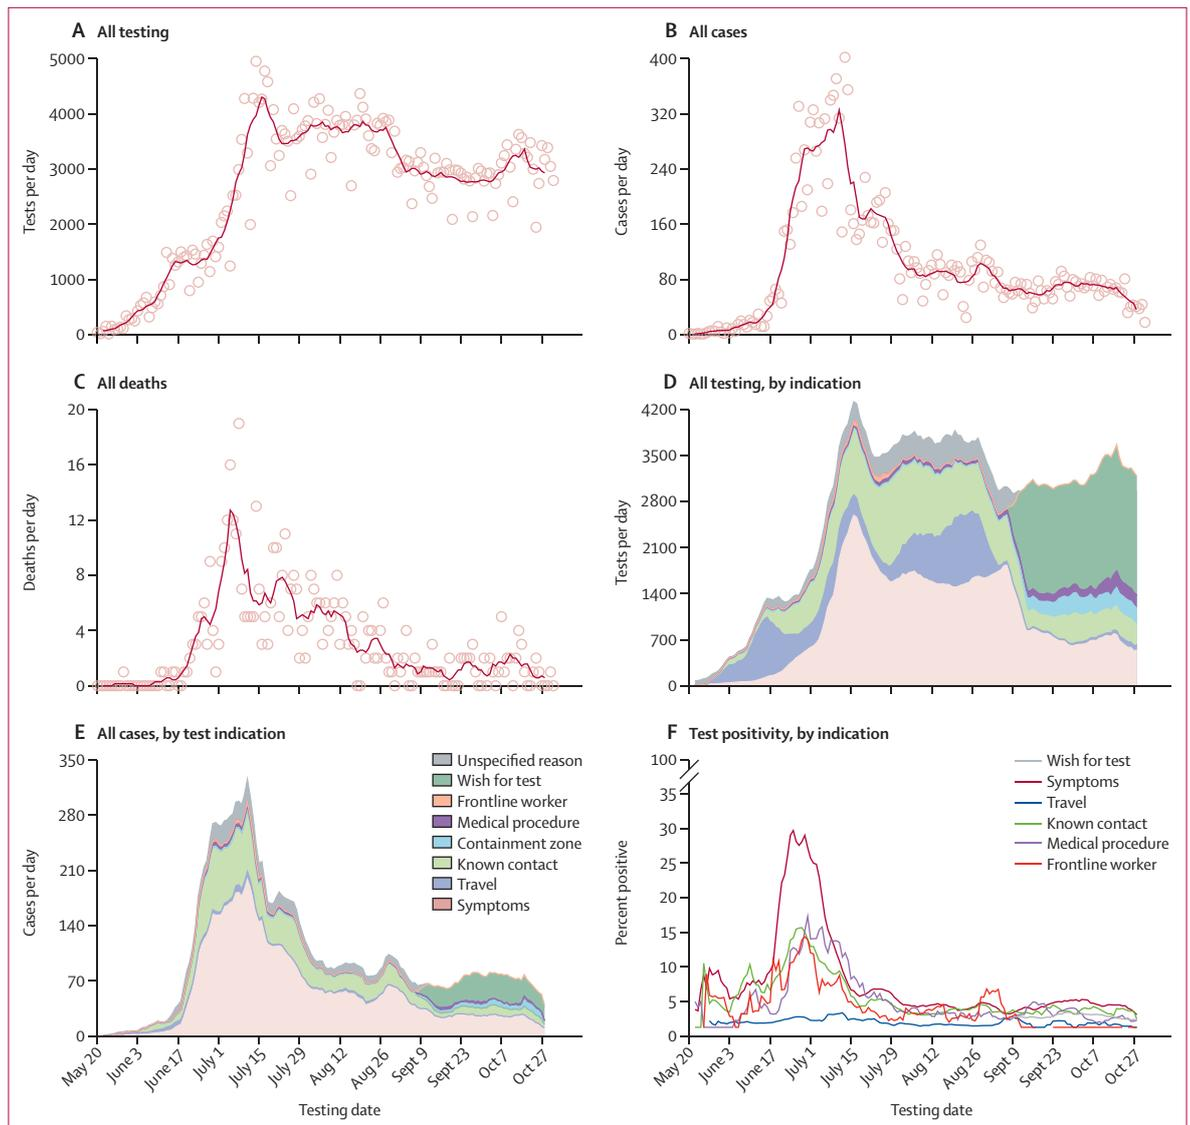 A All testing
5000
4000
3000
2000
1000
0
Tests per day
B All cases
400
320
240
160
80
0
Cases per day
C All deaths
20
16
12
8
4
0
Deaths per day
D All testing, by indication
4200
3500
2800
2100
1400
700
0
Tests per day
E All cases, by test indication
350
280
210
140
70
0
Cases per day
Unspecified reason
Wish for test
Frontline worker
Medical procedure
Containment zone
Known contact
Travel
Symptoms
May 20
June 3
June 17
July 1
July 15
July 29
Aug 12
Aug 26
Sept 9
Sept 23
Oct 7
Oct 27
Testing date
F Test positivity, by indication
100
35
30
25
20
15
10
5
0
Percent positive
Wish for test
Symptoms
Travel
Known contact
Medical procedure
Frontline worker
May 20
June 3
June 17
July 1
July 15
July 29
Aug 12
Aug 26
Sept 9
Sept 23
Oct 7
Oct 27
Testing date